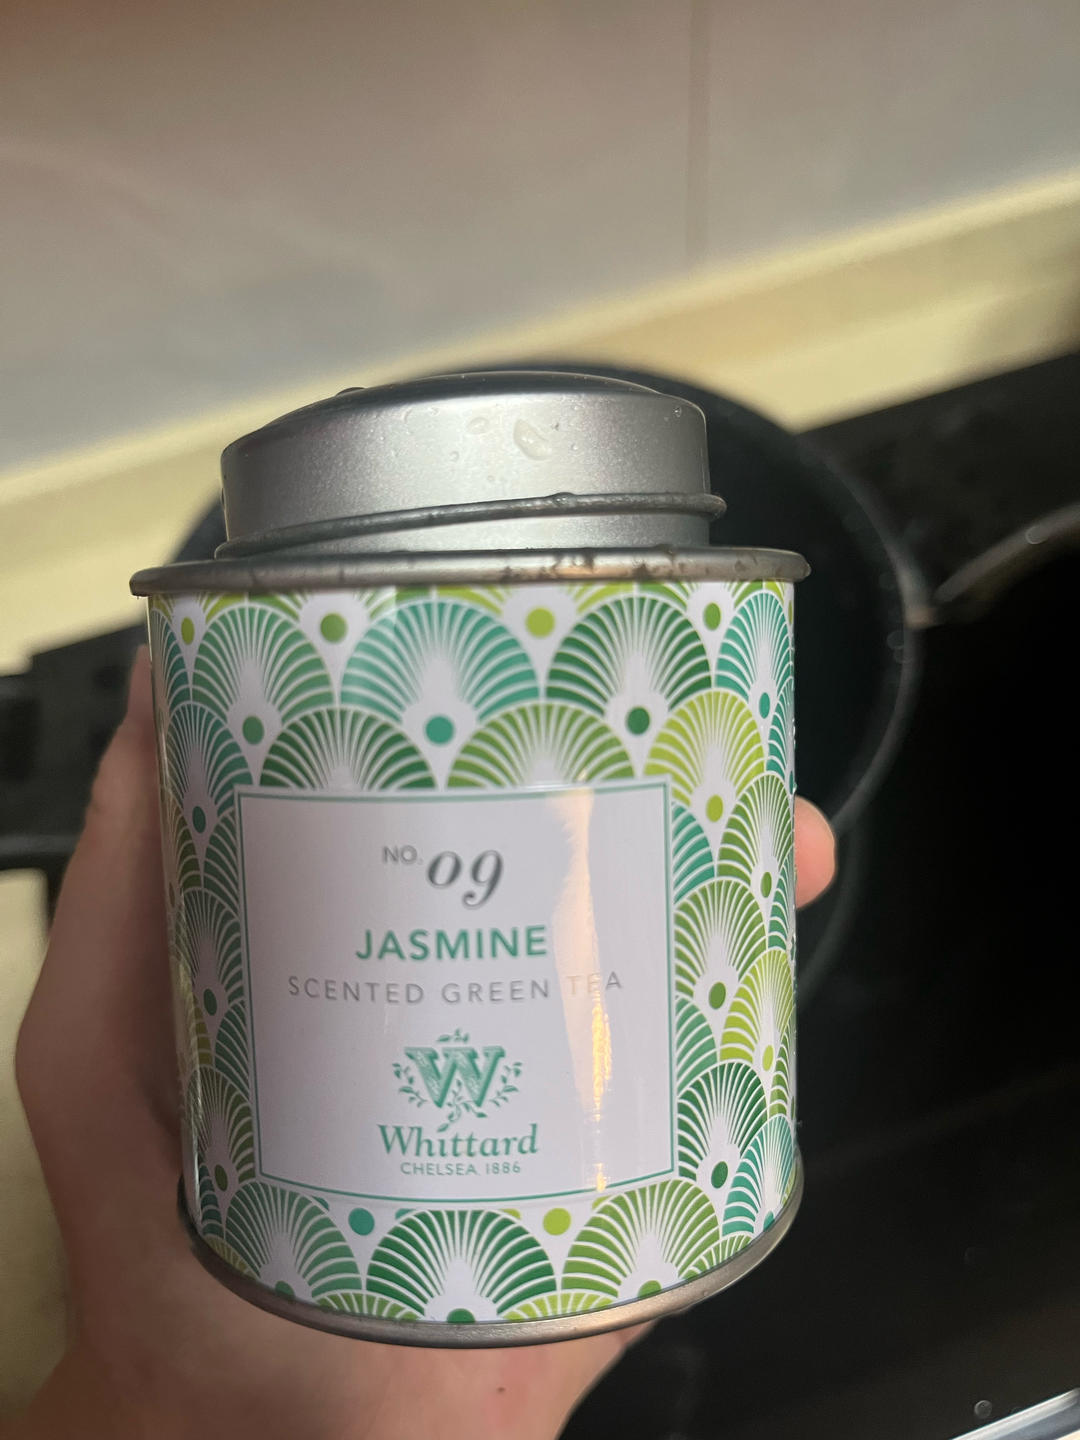 NO. 09
JASMINE
SCENTED GREEN TEA
W
Whittard
CHELSEA 1886